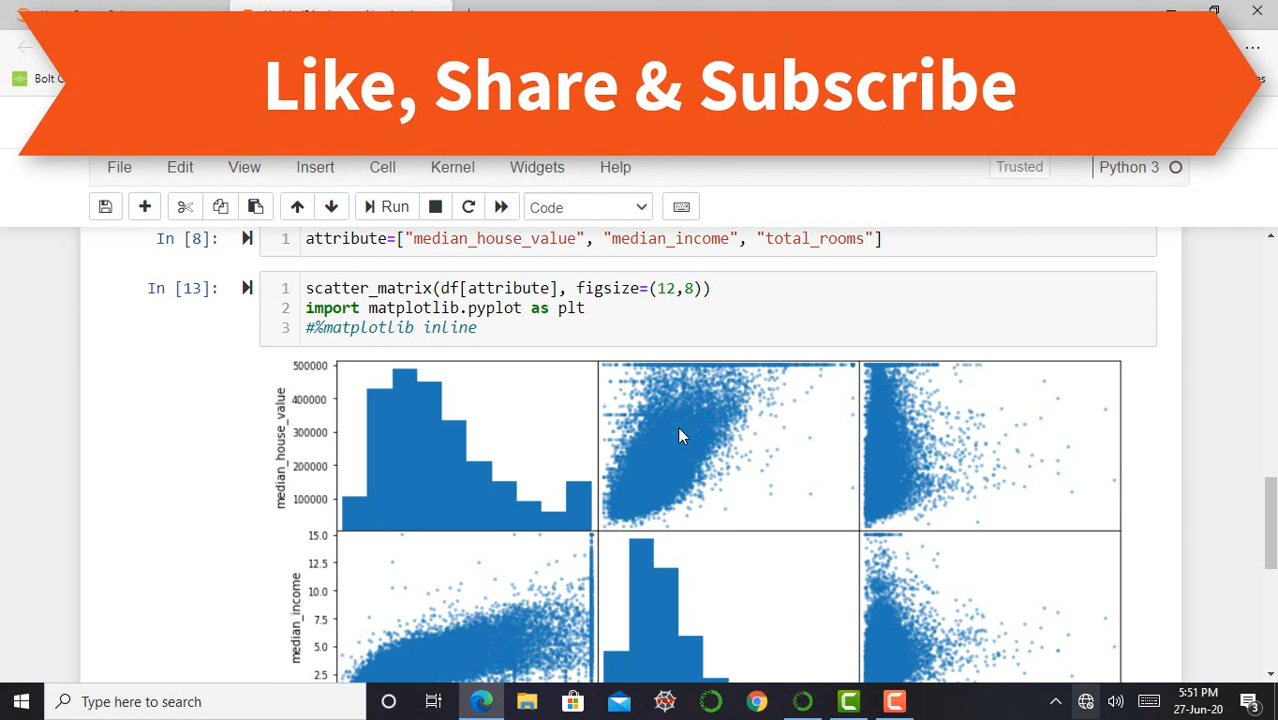 Like, Share & Subscribe
Bolt C
File Edit View Insert Cell Kernel Widgets Help Trusted Python 3
Run Code
In [8]: 1 attribute=["median_house_value", "median_income", "total_rooms"]
In [13]: 1 scatter_matrix(df[attribute], figsize=(12,8))
2 import matplotlib.pyplot as plt
3 #%matplotlib inline
500000
400000
300000
200000
100000
median_house_value
15.0
12.5
10.0
7.5
5.0
2.5
median_income
Type here to search
5:51 PM
27-Jun-20
3